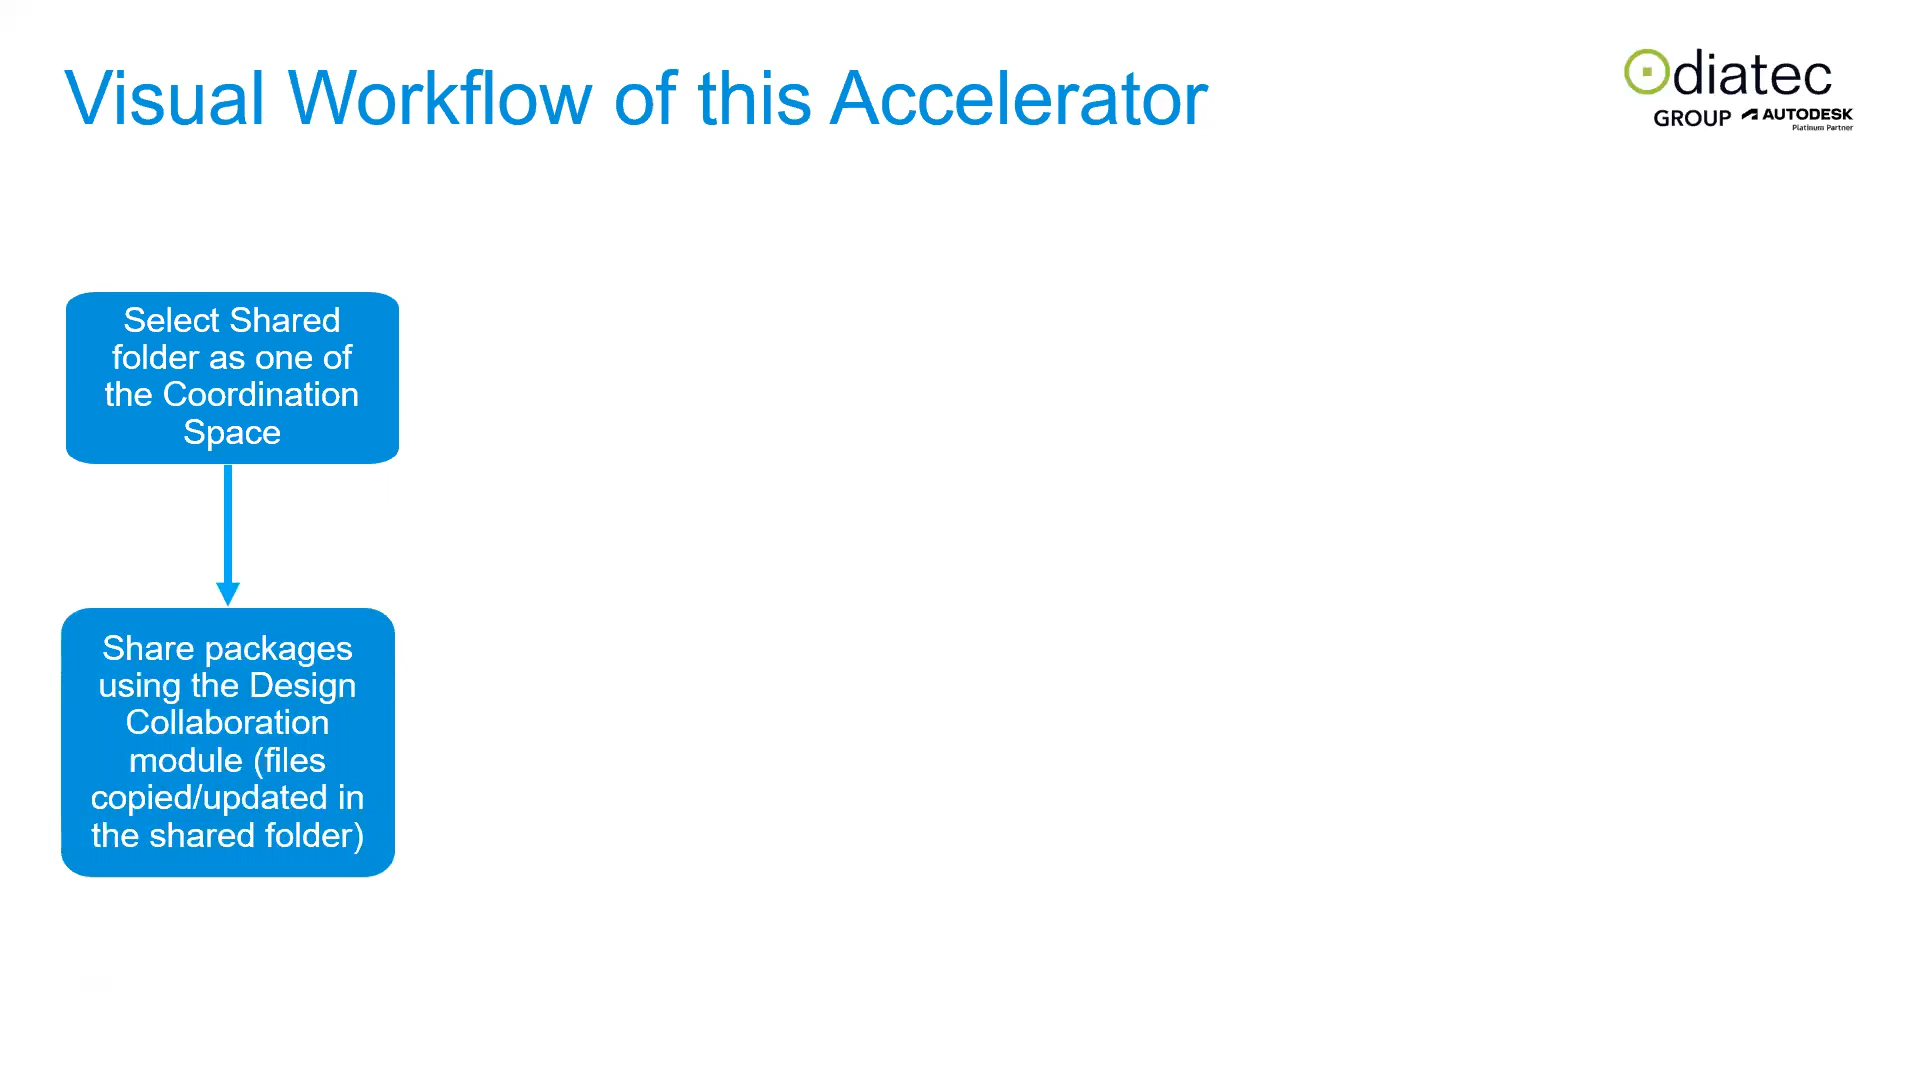 Visual Workflow of this Accelerator
diatec
GROUP AUTODESK
Platinum Partner
Select Shared
folder as one of
the Coordination
Space
Share packages
using the Design
Collaboration
module (files
copied/updated in
the shared folder)